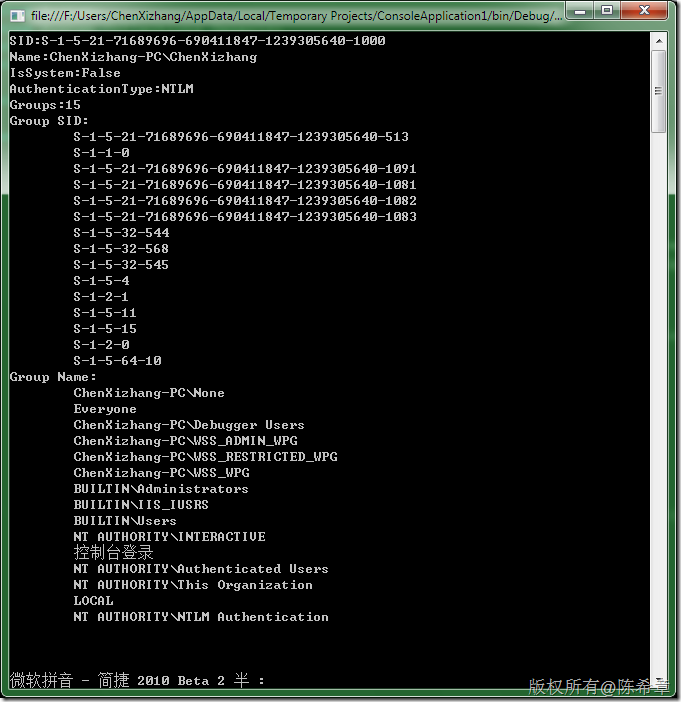 file:///F:/Users/ChenXizhang/AppData/Local/Temporary Projects/ConsoleApplication1/bin/Debug/...
SID:S-1-5-21-71689696-690411847-1239305640-1000
Name:ChenXizhang-PC\ChenXizhang
IsSystem:False
AuthenticationType:NTLM
Groups:15
Group SID:
S-1-5-21-71689696-690411847-1239305640-513
S-1-1-0
S-1-5-21-71689696-690411847-1239305640-1091
S-1-5-21-71689696-690411847-1239305640-1081
S-1-5-21-71689696-690411847-1239305640-1082
S-1-5-21-71689696-690411847-1239305640-1083
S-1-5-32-544
S-1-5-32-568
S-1-5-32-545
S-1-5-4
S-1-2-1
S-1-5-11
S-1-5-15
S-1-2-0
S-1-5-64-10
Group Name:
ChenXizhang-PC\None
Everyone
ChenXizhang-PC\Debugger Users
ChenXizhang-PC\WSS_ADMIN_WPG
ChenXizhang-PC\WSS_RESTRICTED_WPG
ChenXizhang-PC\WSS_WPG
BUILTIN\Administrators
BUILTIN\IIS_IUSRS
BUILTIN\Users
NT AUTHORITY\INTERACTIVE
控制台登录
NT AUTHORITY\Authenticated Users
NT AUTHORITY\This Organization
LOCAL
NT AUTHORITY\NTLM Authentication
微软拼音 - 简捷 2010 Beta 2 半 :
版权所有@陈希章